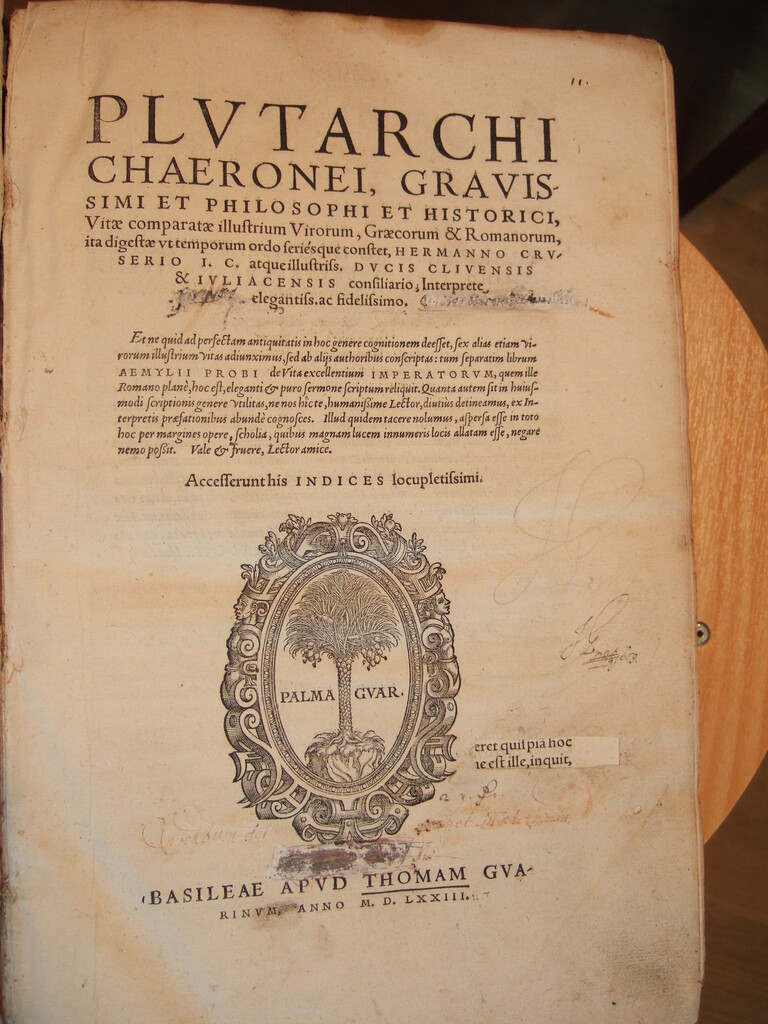 11.
PLVTARCHI
CHAERONEI, GRAVIS-
SIMI ET PHILOSOPHI ET HISTORICI,
Vitæ comparatæ illuſtrium Virorum, Græcorum & Romanorum,
ita digeſtæ vt temporum ordo ſeriésque conſtet, HERMANNO CRV-
SERIO I. C. atque illuſtriſs. DVCIS CLIVENSIS
& IVLIACENSIS conſiliario, Interprete
elegantiſs. ac fideliſsimo.
Et ne quid ad perfectam antiquitatis in hoc genere cognitionem deeſſet, ſex alias etiam Vi-
rorum illuſtrium vitas adiunximus, ſed ab alijs authoribus conſcriptas: tum ſeparatim librum
AEMYLII PROBI de Vita excellentium IMPERATORVM, quem ille
Romano planè, hoc eſt, eleganti & puro ſermone ſcriptum reliquit. Quanta autem ſit in huiuſ-
modi ſcriptionis genere vtilitas, ne nos hîc te, humaniſsime Lector, diutius detineamus, ex In-
terpretis præfationibus abundè cognoſces. Illud quidem tacere nolumus, aſperſa eſſe in toto
hoc per margines opere, ſcholia, quibus magnam lucem innumeris locis allatam eſſe, negare
nemo poſsit. Vale & fruere, Lector amice.
Acceſſerunt his INDICES locupletiſsimi.
PALMA GVAR.
eret quiſpiã hoc
eſt ille, inquit,
BASILEAE APVD THOMAM GVA-
RINVM, ANNO M. D. LXXIII.